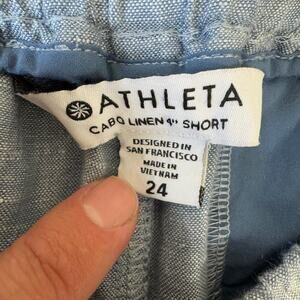 ATHLETA
CABO LINEN 4" SHORT
DESIGNED IN
SAN FRANCISCO
MADE IN
VIETNAM
24